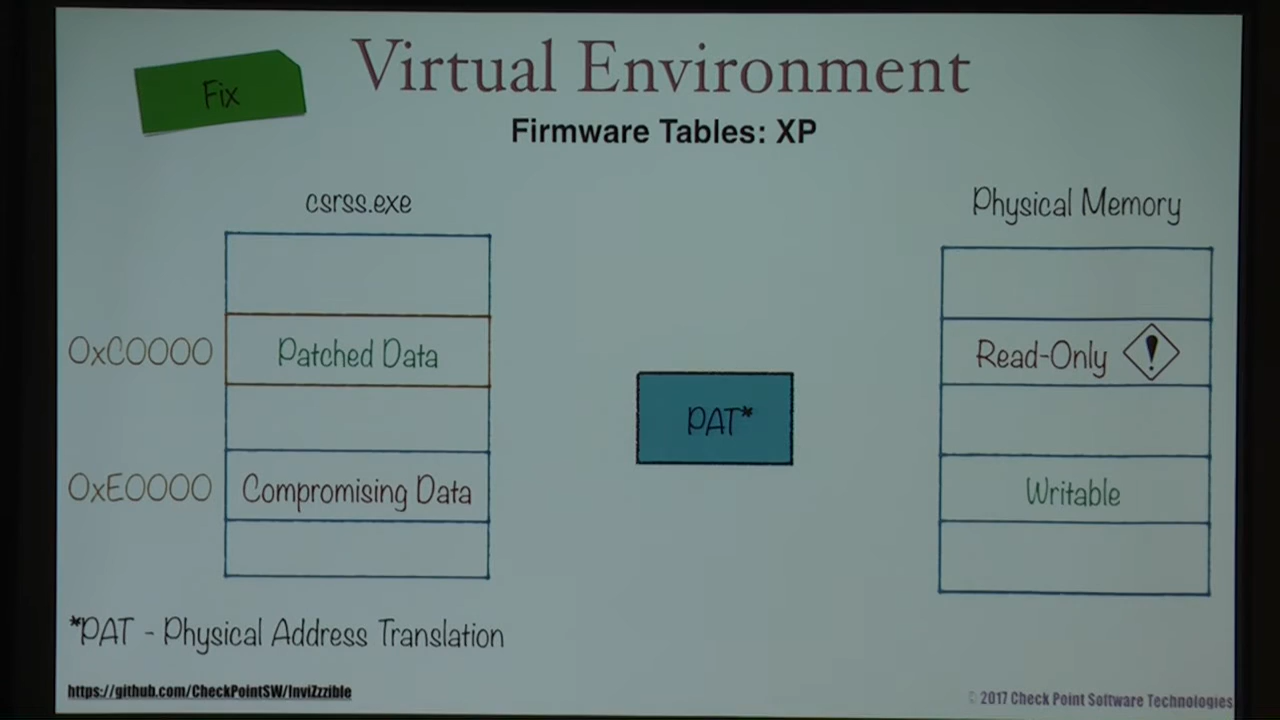 Fix
Virtual Environment
Firmware Tables: XP
csrss.exe
Physical Memory
0xC0000
Patched Data
Read-Only
PAT*
0xE0000
Compromising Data
Writable
*PAT - Physical Address Translation
https://github.com/CheckPointSW/InviZzzible
© 2017 Check Point Software Technologies